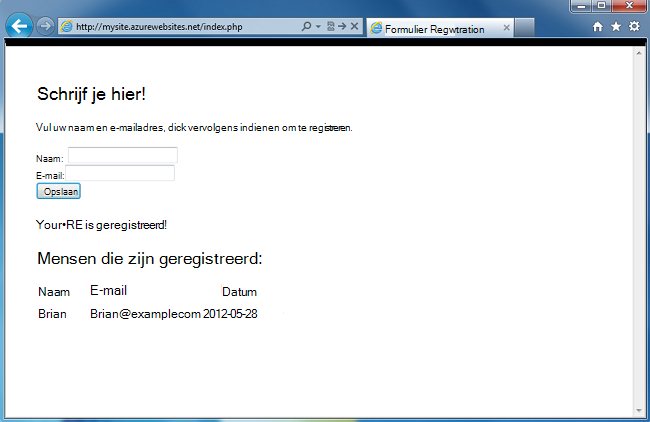 http://mysite.azurewebsites.net/index.php
Formulier Regwtration
Schrijf je hier!
Vul uw naam en e-mailadres, dick vervolgens indienen om te registreren.
Naam:
E-mail:
Opslaan
Your•RE is geregistreerd!
Mensen die zijn geregistreerd:
Naam E-mail Datum
Brian Brian@examplecom 2012-05-28